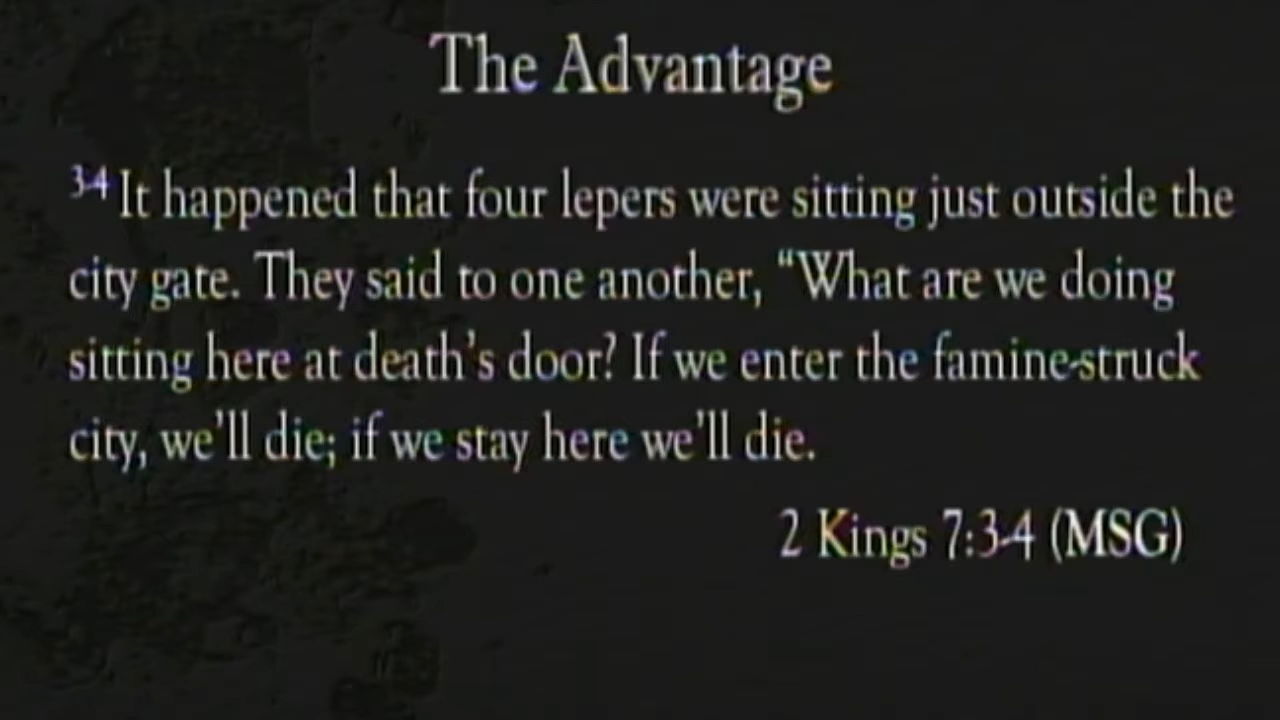 The Advantage
3-4 It happened that four lepers were sitting just outside the
city gate. They said to one another, “What are we doing
sitting here at death’s door? If we enter the famine-struck
city, we’ll die; if we stay here we’ll die.
2 Kings 7:3-4 (MSG)